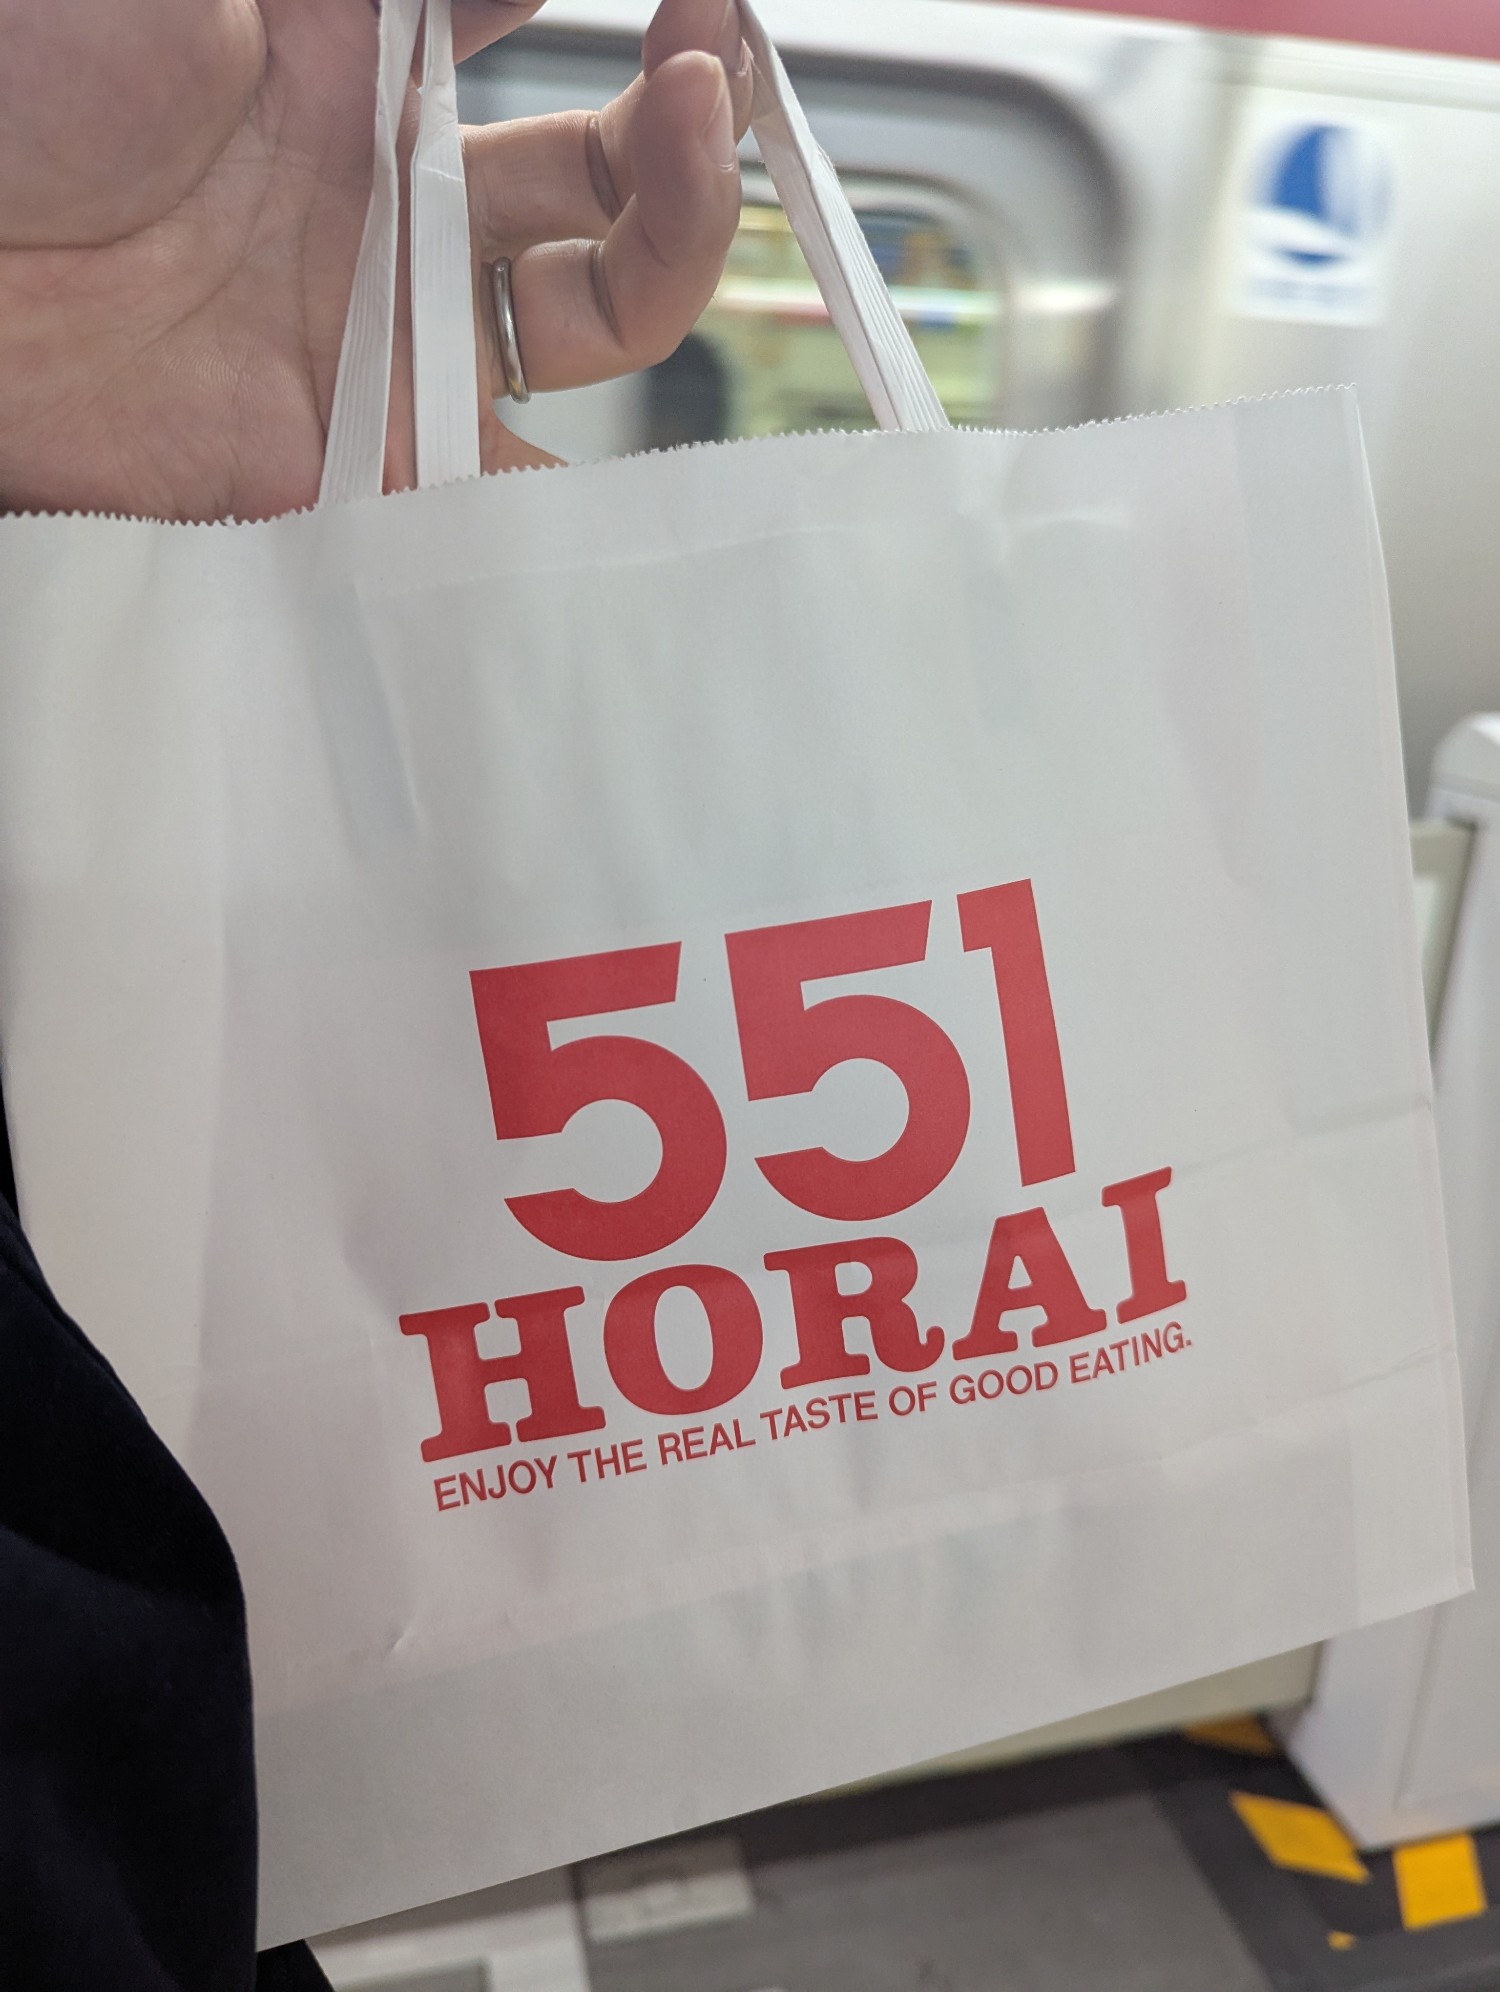 551
HORAI
ENJOY THE REAL TASTE OF GOOD EATING.